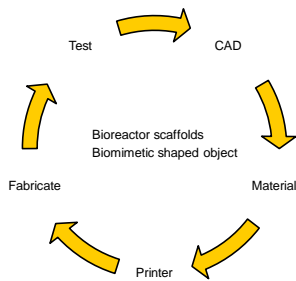 Test
CAD
Bioreactor scaffolds
Biomimetic shaped object
Fabricate
Material
Printer